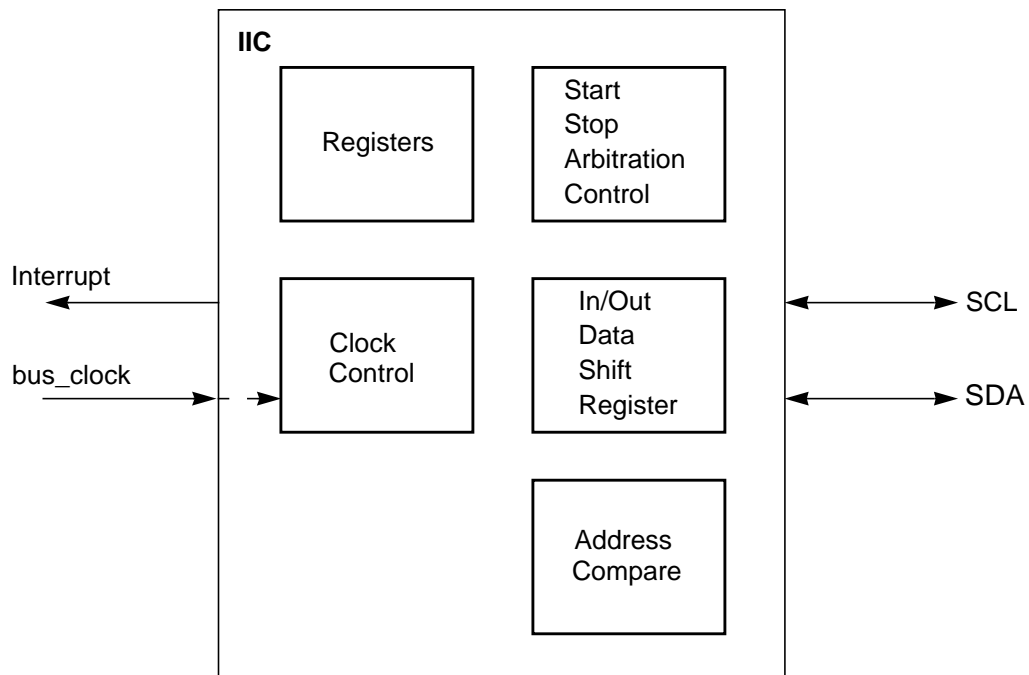 IIC
Registers
Start
Stop
Arbitration
Control
Interrupt
bus_clock
Clock
Control
In/Out
Data
Shift
Register
SCL
SDA
Address
Compare